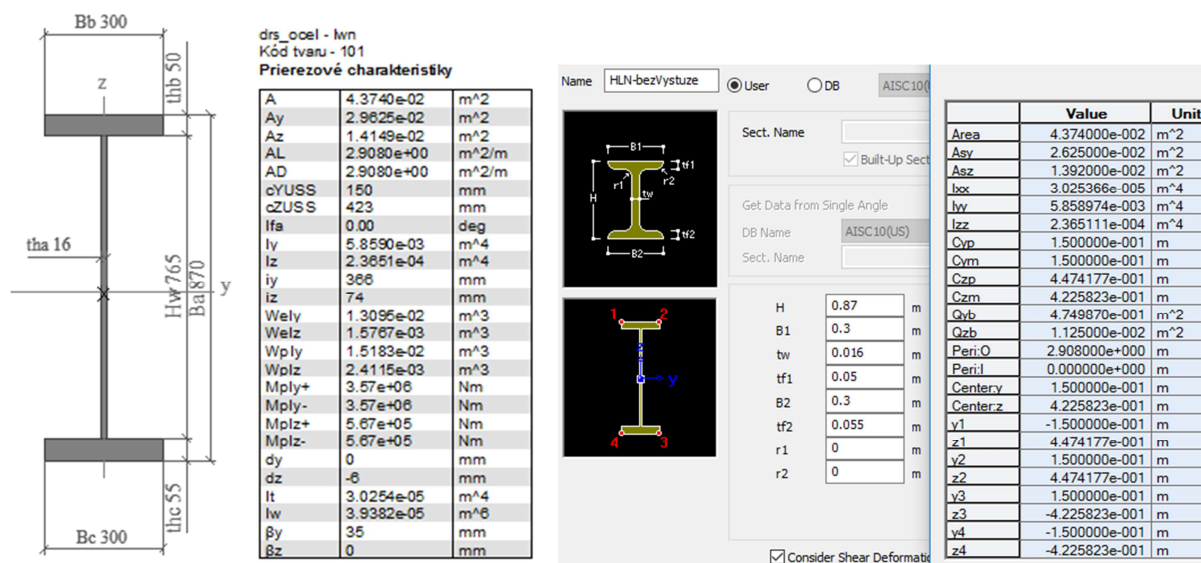 Bb 300
thb 50
z
tha 16
Hw 765
Ba 870
y
thc 55
Bc 300
drs_ocel - Iwn
Kód tvaru - 101
Prierezové charakteristiky
A 4.3740e-02 m^2
Ay 2.9625e-02 m^2
Az 1.4149e-02 m^2
AL 2.9080e+00 m^2/m
AD 2.9080e+00 m^2/m
cYUSS 150 mm
cZUSS 423 mm
lfa 0.00 deg
Iy 5.8590e-03 m^4
Iz 2.3651e-04 m^4
iy 366 mm
iz 74 mm
Wely 1.3095e-02 m^3
Welz 1.5767e-03 m^3
Wply 1.5183e-02 m^3
Wplz 2.4115e-03 m^3
Mply+ 3.57e+06 Nm
Mply- 3.57e+06 Nm
Mplz+ 5.67e+05 Nm
Mplz- 5.67e+05 Nm
dy 0 mm
dz -6 mm
It 3.0254e-05 m^4
Iw 3.9382e-05 m^6
βy 35 mm
βz 0 mm
Name HLN-bezVystuze User DB AISC10(
Sect. Name
Built-Up Sect
Get Data from Single Angle
DB Name AISC10(US)
Sect. Name
B1
tf1
r1
r2
H
tw
tf2
B2
1 2
y
4 3
H 0.87 m
B1 0.3 m
tw 0.016 m
tf1 0.05 m
B2 0.3 m
tf2 0.055 m
r1 0 m
r2 0 m
Consider Shear Deformatic
Value Unit
Area 4.374000e-002 m^2
Asy 2.625000e-002 m^2
Asz 1.392000e-002 m^2
Ixx 3.025366e-005 m^4
Iyy 5.858974e-003 m^4
Izz 2.365111e-004 m^4
Cyp 1.500000e-001 m
Cym 1.500000e-001 m
Czp 4.474177e-001 m
Czm 4.225823e-001 m
Qyb 4.749870e-001 m^2
Qzb 1.125000e-002 m^2
Peri:O 2.908000e+000 m
Peri:I 0.000000e+000 m
Center:y 1.500000e-001 m
Center:z 4.225823e-001 m
y1 -1.500000e-001 m
z1 4.474177e-001 m
y2 1.500000e-001 m
z2 4.474177e-001 m
y3 1.500000e-001 m
z3 -4.225823e-001 m
y4 -1.500000e-001 m
z4 -4.225823e-001 m